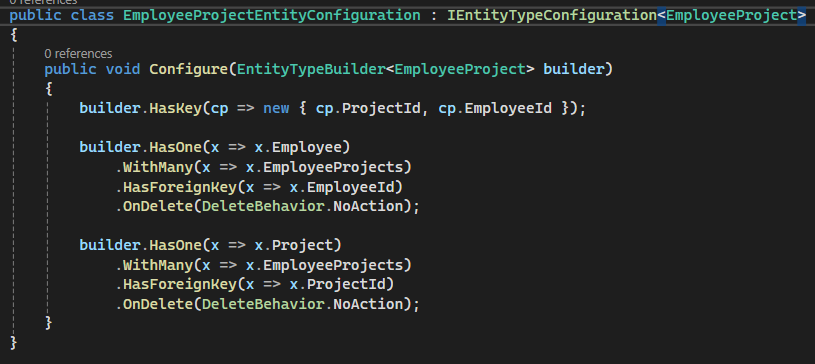 0 references
public class EmployeeProjectEntityConfiguration : IEntityTypeConfiguration<EmployeeProject>
{
0 references
public void Configure(EntityTypeBuilder<EmployeeProject> builder)
{
builder.HasKey(cp => new { cp.ProjectId, cp.EmployeeId });
builder.HasOne(x => x.Employee)
.WithMany(x => x.EmployeeProjects)
.HasForeignKey(x => x.EmployeeId)
.OnDelete(DeleteBehavior.NoAction);
builder.HasOne(x => x.Project)
.WithMany(x => x.EmployeeProjects)
.HasForeignKey(x => x.ProjectId)
.OnDelete(DeleteBehavior.NoAction);
}
}